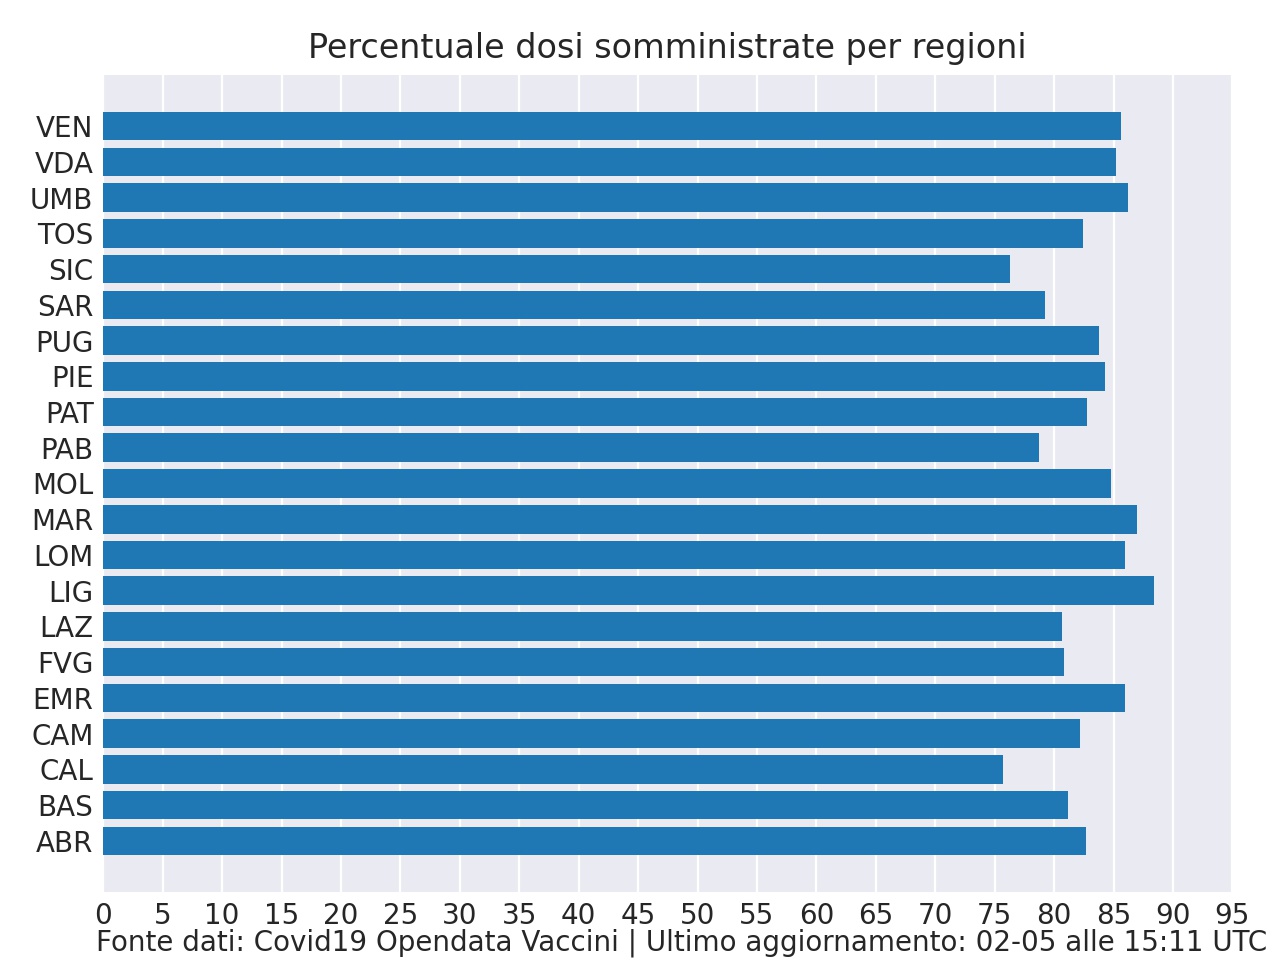 Percentuale dosi somministrate per regioni
VEN
VDA
UMB
TOS
SIC
SAR
PUG
PIE
PAT
PAB
MOL
MAR
LOM
LIG
LAZ
FVG
EMR
CAM
CAL
BAS
ABR
0 5 10 15 20 25 30 35 40 45 50 55 60 65 70 75 80 85 90 95
Fonte dati: Covid19 Opendata Vaccini | Ultimo aggiornamento: 02-05 alle 15:11 UTC